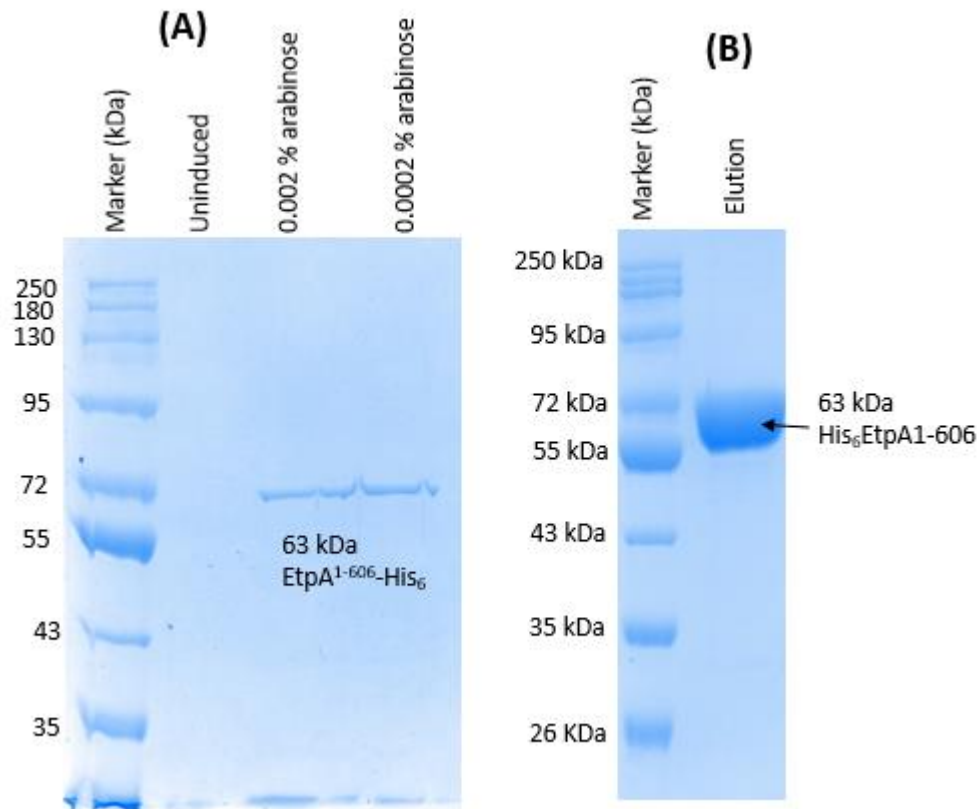 (A)
Marker (kDa)
Uninduced
0.002 % arabinose
0.0002 % arabinose
250
180
130
95
72
55
43
35
63 kDa
EtpA¹⁻⁶⁰⁶-His₆
(B)
Marker (kDa)
Elution
250 kDa
95 kDa
72 kDa
55 kDa
43 kDa
35 kDa
26 KDa
63 kDa
His₆EtpA1-606